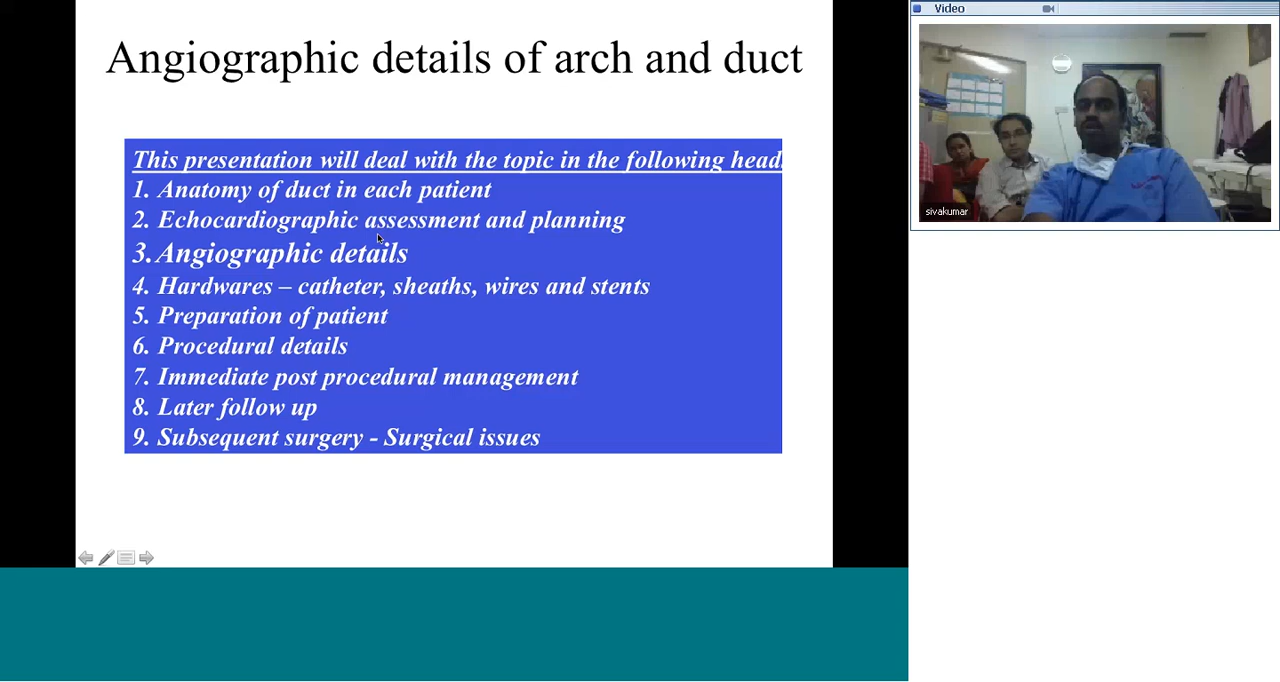 Angiographic details of arch and duct
This presentation will deal with the topic in the following head
1. Anatomy of duct in each patient
2. Echocardiographic assessment and planning
3. Angiographic details
4. Hardwares – catheter, sheaths, wires and stents
5. Preparation of patient
6. Procedural details
7. Immediate post procedural management
8. Later follow up
9. Subsequent surgery - Surgical issues
Video
sivakumar